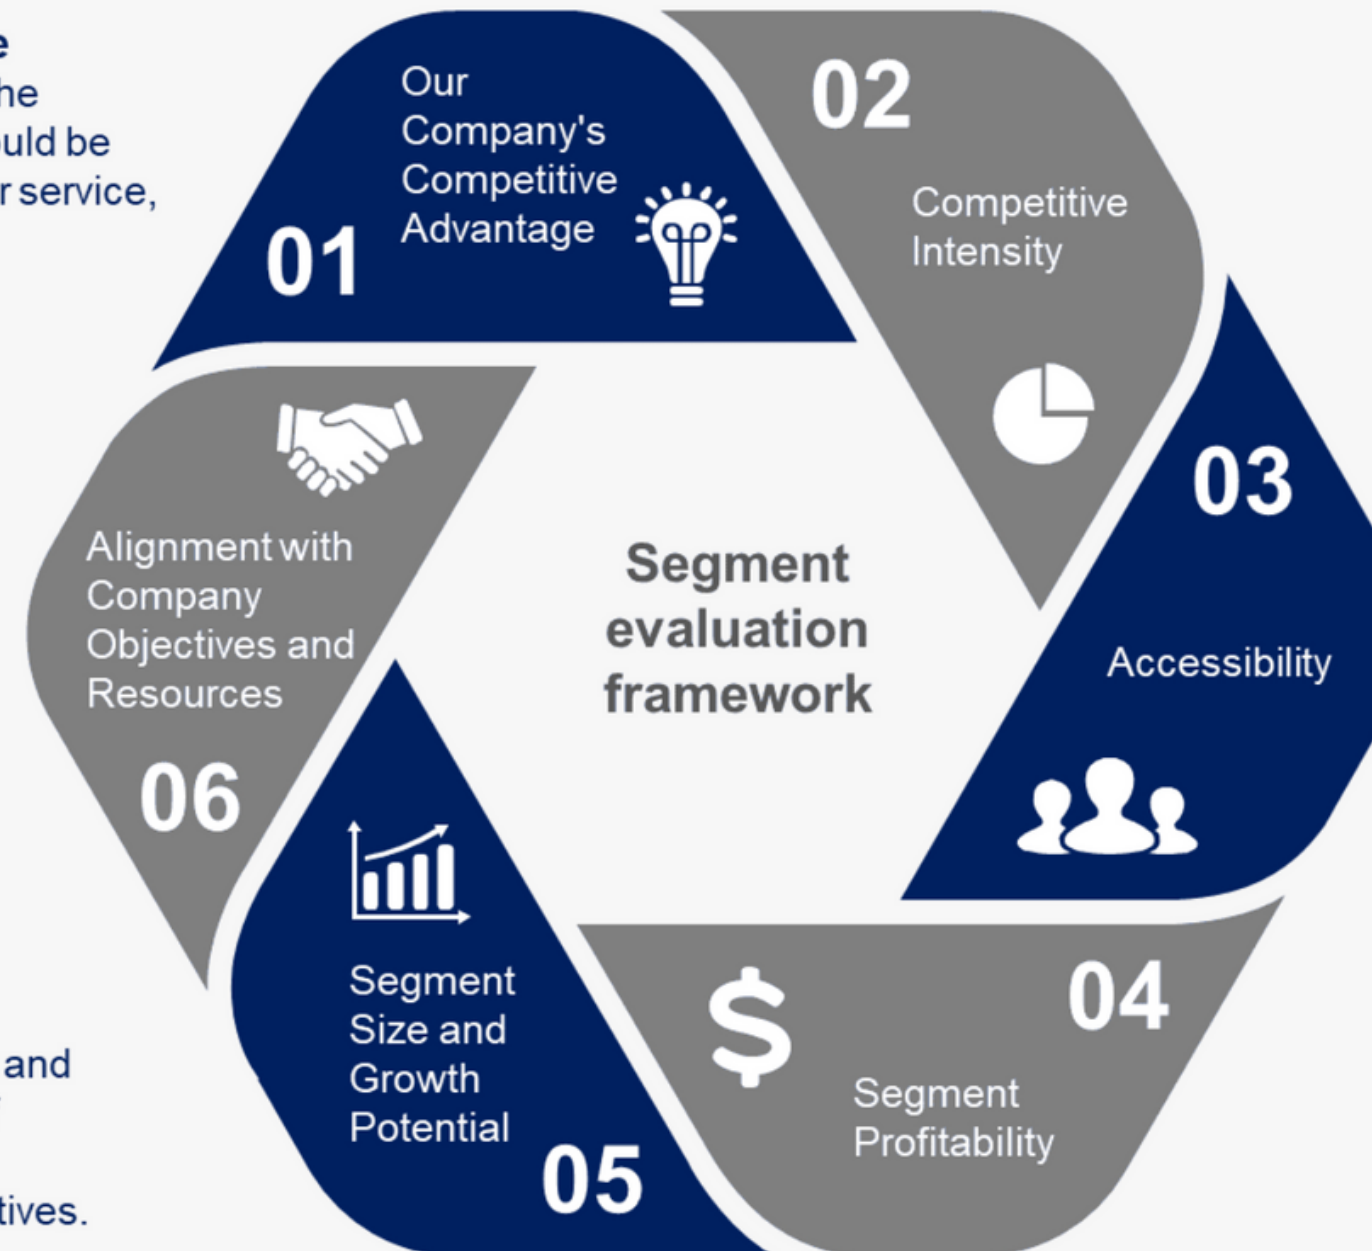 e
he
uld be
r service,
01
Our
Company's
Competitive
Advantage
02
Competitive
Intensity
03
Accessibility
04
Segment
Profitability
05
Segment
Size and
Growth
Potential
06
Alignment with
Company
Objectives and
Resources
Segment
evaluation
framework
and
tives.